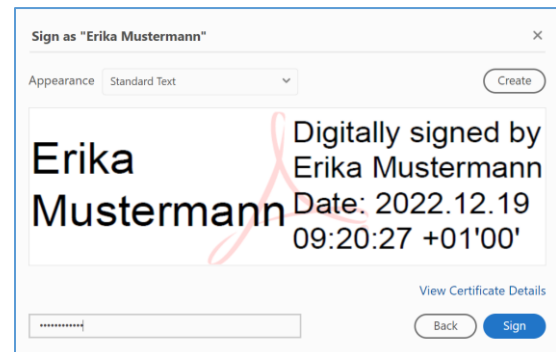 Sign as "Erika Mustermann"
Appearance Standard Text
Create
Erika
Mustermann
Digitally signed by
Erika Mustermann
Date: 2022.12.19
09:20:27 +01'00'
View Certificate Details
Back
Sign